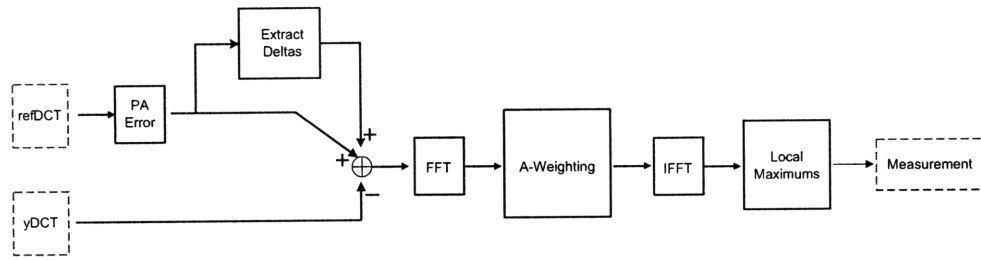 Extract
Deltas
refDCT
PA
Error
+
+
−
FFT
A-Weighting
IFFT
Local
Maximums
Measurement
yDCT